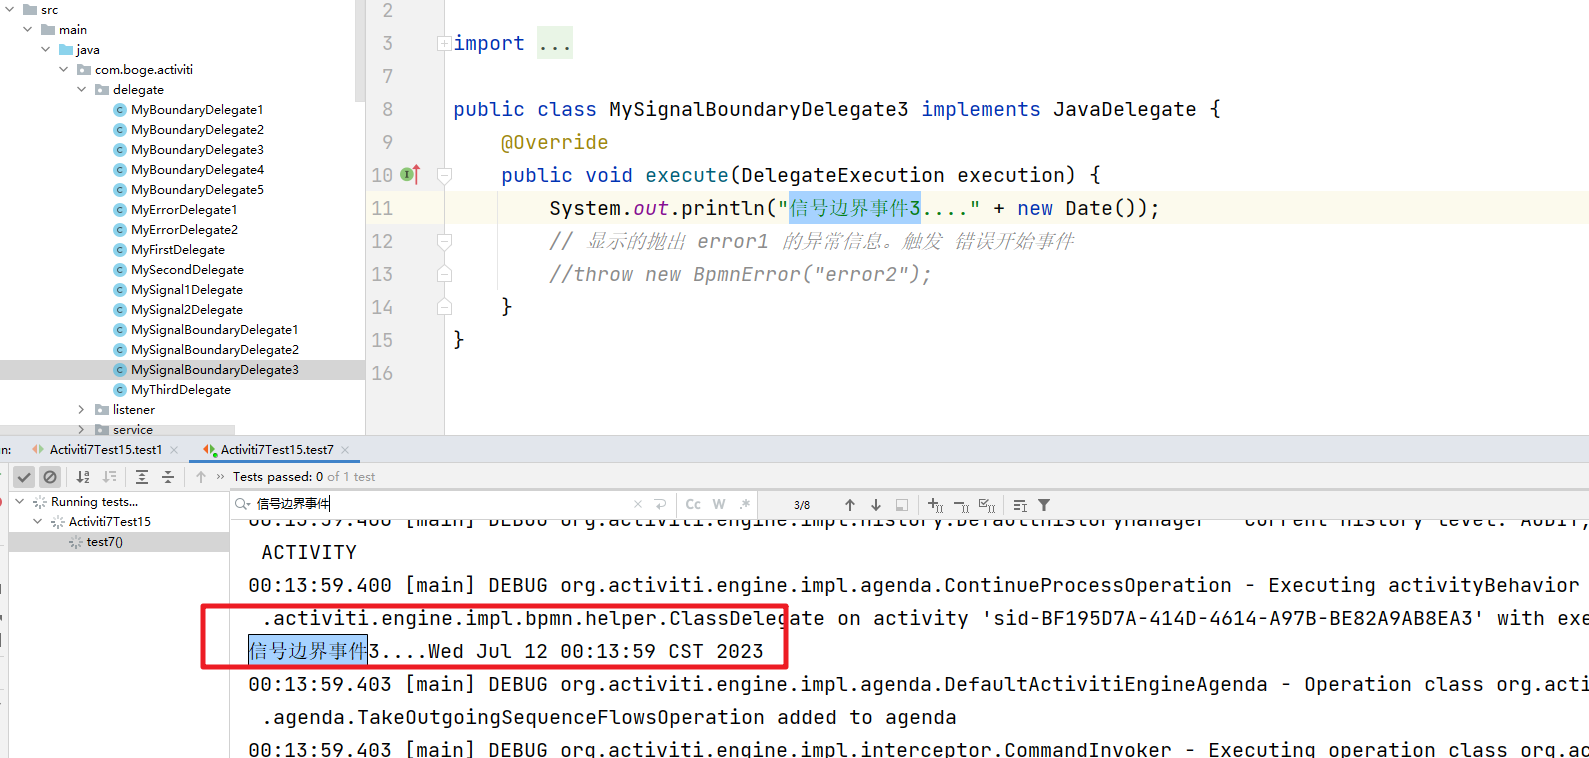 src
main
java
com.boge.activiti
delegate
MyBoundaryDelegate1
MyBoundaryDelegate2
MyBoundaryDelegate3
MyBoundaryDelegate4
MyBoundaryDelegate5
MyErrorDelegate1
MyErrorDelegate2
MyFirstDelegate
MySecondDelegate
MySignal1Delegate
MySignal2Delegate
MySignalBoundaryDelegate1
MySignalBoundaryDelegate2
MySignalBoundaryDelegate3
MyThirdDelegate
listener
service
2
3 import ...
7
8 public class MySignalBoundaryDelegate3 implements JavaDelegate {
9 @Override
10 public void execute(DelegateExecution execution) {
11 System.out.println("信号边界事件3...." + new Date());
12 // 显示的抛出 error1 的异常信息。触发 错误开始事件
13 //throw new BpmnError("error2");
14 }
15 }
16
n: Activiti7Test15.test1 Activiti7Test15.test7
Tests passed: 0 of 1 test
Running tests...
Activiti7Test15
test7()
信号边界事件 Cc W .* 3/8
00:13:59.400 [main] DEBUG org.activiti.engine.impl.history.DefaultHistoryManager - Current history level: AUDIT,
ACTIVITY
00:13:59.400 [main] DEBUG org.activiti.engine.impl.agenda.ContinueProcessOperation - Executing activityBehavior
.activiti.engine.impl.bpmn.helper.ClassDelegate on activity 'sid-BF195D7A-414D-4614-A97B-BE82A9AB8EA3' with exe
信号边界事件3....Wed Jul 12 00:13:59 CST 2023
00:13:59.403 [main] DEBUG org.activiti.engine.impl.agenda.DefaultActivitiEngineAgenda - Operation class org.acti
.agenda.TakeOutgoingSequenceFlowsOperation added to agenda
00:13:59.403 [main] DEBUG org.activiti.engine.impl.interceptor.CommandInvoker - Executing operation class org.ac